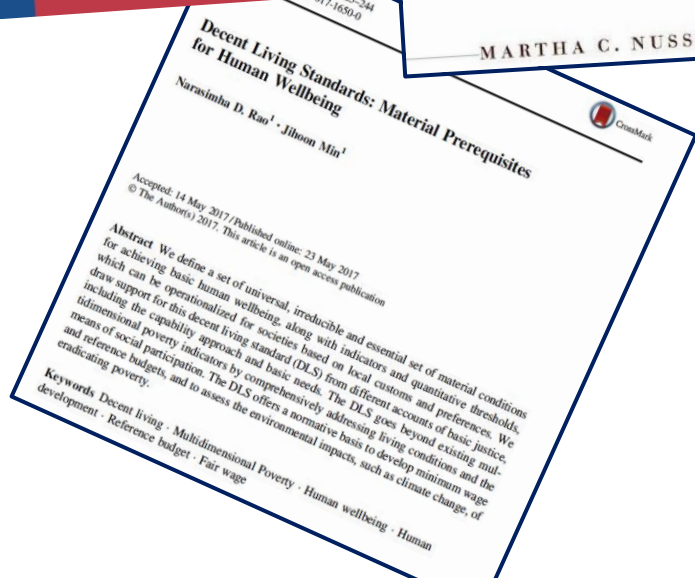 –244
17-1650-0
MARTHA C. NUSS
CrossMark
Decent Living Standards: Material Prerequisites
for Human Wellbeing
Narasimha D. Rao1 · Jihoon Min1
Accepted: 14 May 2017 / Published online: 23 May 2017
© The Author(s) 2017. This article is an open access publication
Abstract We define a set of universal, irreducible and essential set of material conditions
for achieving basic human wellbeing, along with indicators and quantitative thresholds,
which can be operationalized for societies based on local customs and preferences. We
draw support for this decent living standard (DLS) from different accounts of basic justice,
including the capability approach and basic needs. The DLS goes beyond existing mul-
tidimensional poverty indicators by comprehensively addressing living conditions and the
means of social participation. The DLS offers a normative basis to develop minimum wage
and reference budgets, and to assess the environmental impacts, such as climate change, of
eradicating poverty.
Keywords Decent living · Multidimensional Poverty · Human wellbeing · Human
development · Reference budget · Fair wage